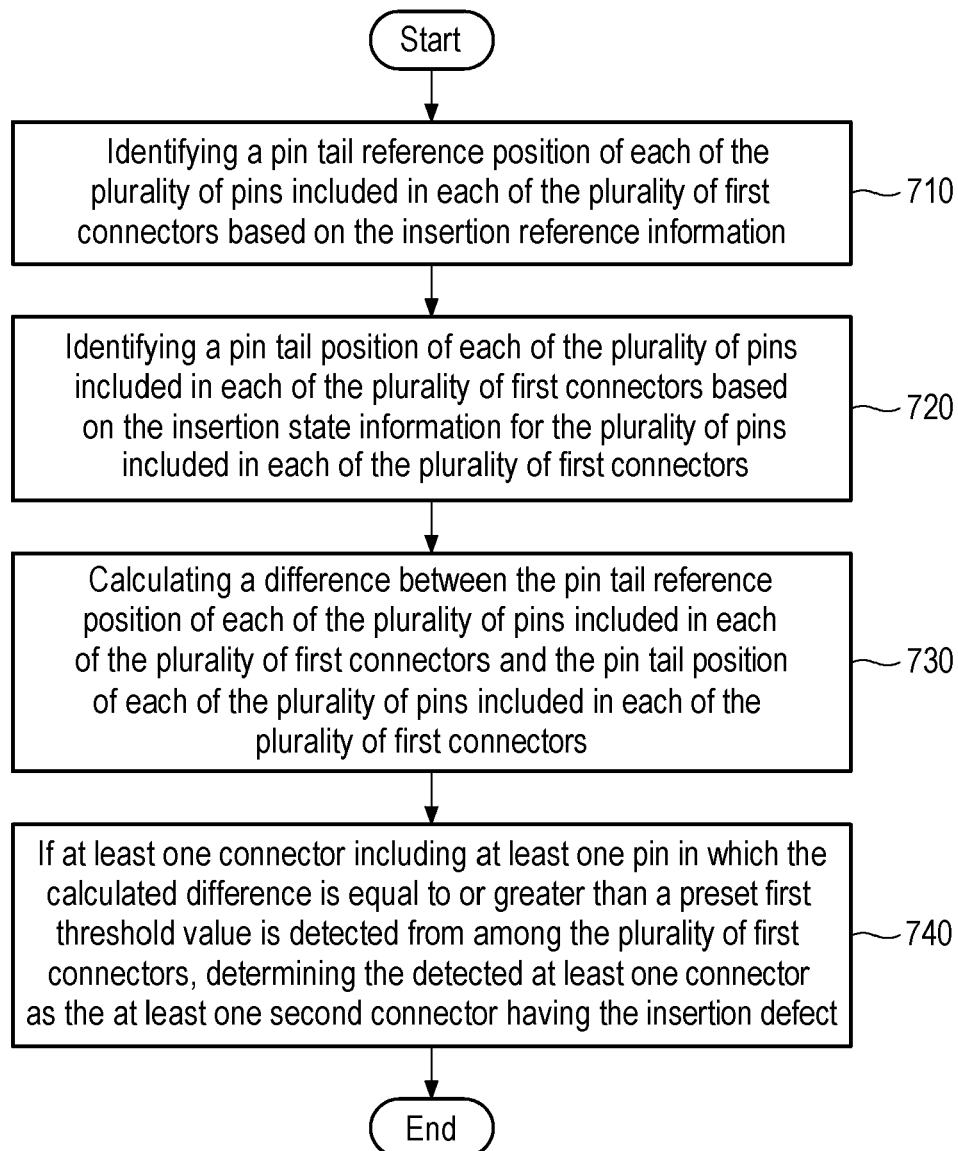 Start
Identifying a pin tail reference position of each of the
plurality of pins included in each of the plurality of first
connectors based on the insertion reference information
710
Identifying a pin tail position of each of the plurality of pins
included in each of the plurality of first connectors based
on the insertion state information for the plurality of pins
included in each of the plurality of first connectors
720
Calculating a difference between the pin tail reference
position of each of the plurality of pins included in each
of the plurality of first connectors and the pin tail position
of each of the plurality of pins included in each of the
plurality of first connectors
730
If at least one connector including at least one pin in which the
calculated difference is equal to or greater than a preset first
threshold value is detected from among the plurality of first
connectors, determining the detected at least one connector
as the at least one second connector having the insertion defect
740
End